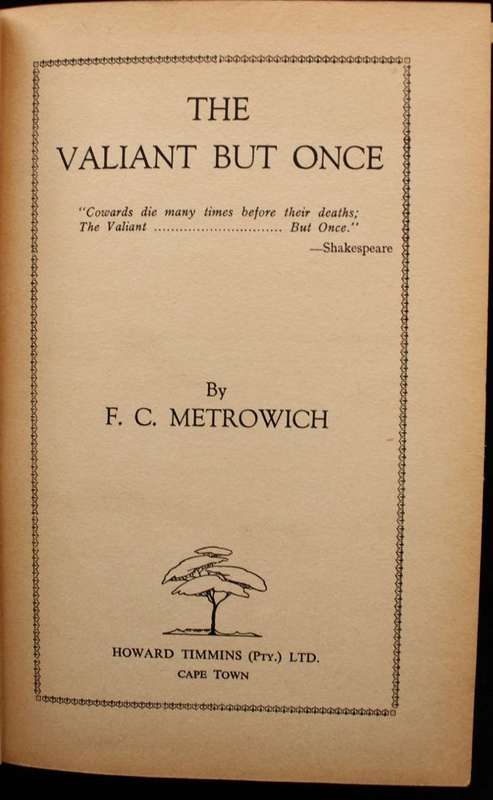 THE
VALIANT BUT ONCE
"Cowards die many times before their deaths;
The Valiant .............................. But Once."
—Shakespeare
By
F. C. METROWICH
HOWARD TIMMINS (PTY.) LTD.
CAPE TOWN